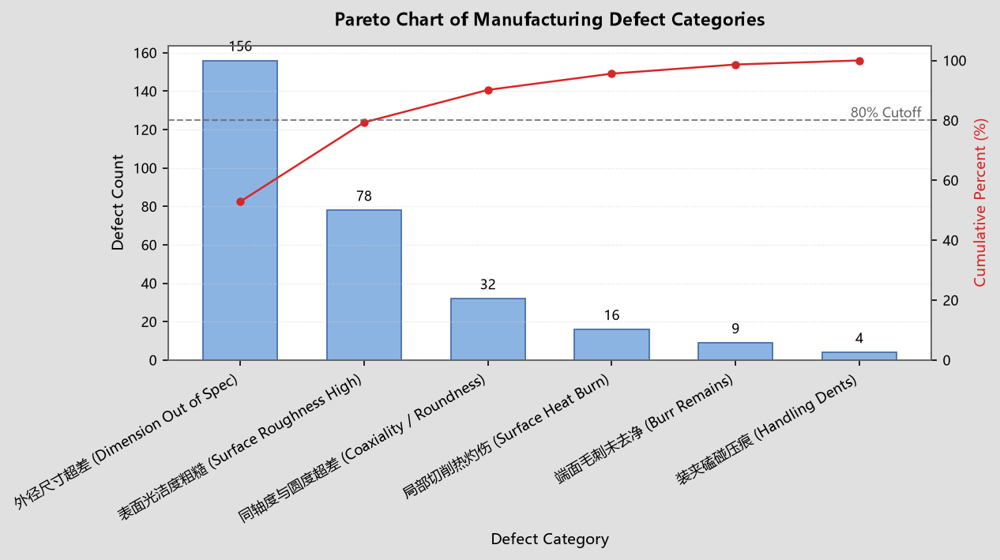 Pareto Chart of Manufacturing Defect Categories
156
78
32
16
9
4
80% Cutoff
160
140
120
100
80
60
40
20
0
Defect Count
100
80
60
40
20
0
Cumulative Percent (%)
外径尺寸超差 (Dimension Out of Spec)
表面光洁度粗糙 (Surface Roughness High)
同轴度与圆度超差 (Coaxiality / Roundness)
局部切削热灼伤 (Surface Heat Burn)
端面毛刺未去净 (Burr Remains)
装夹磕碰压痕 (Handling Dents)
Defect Category